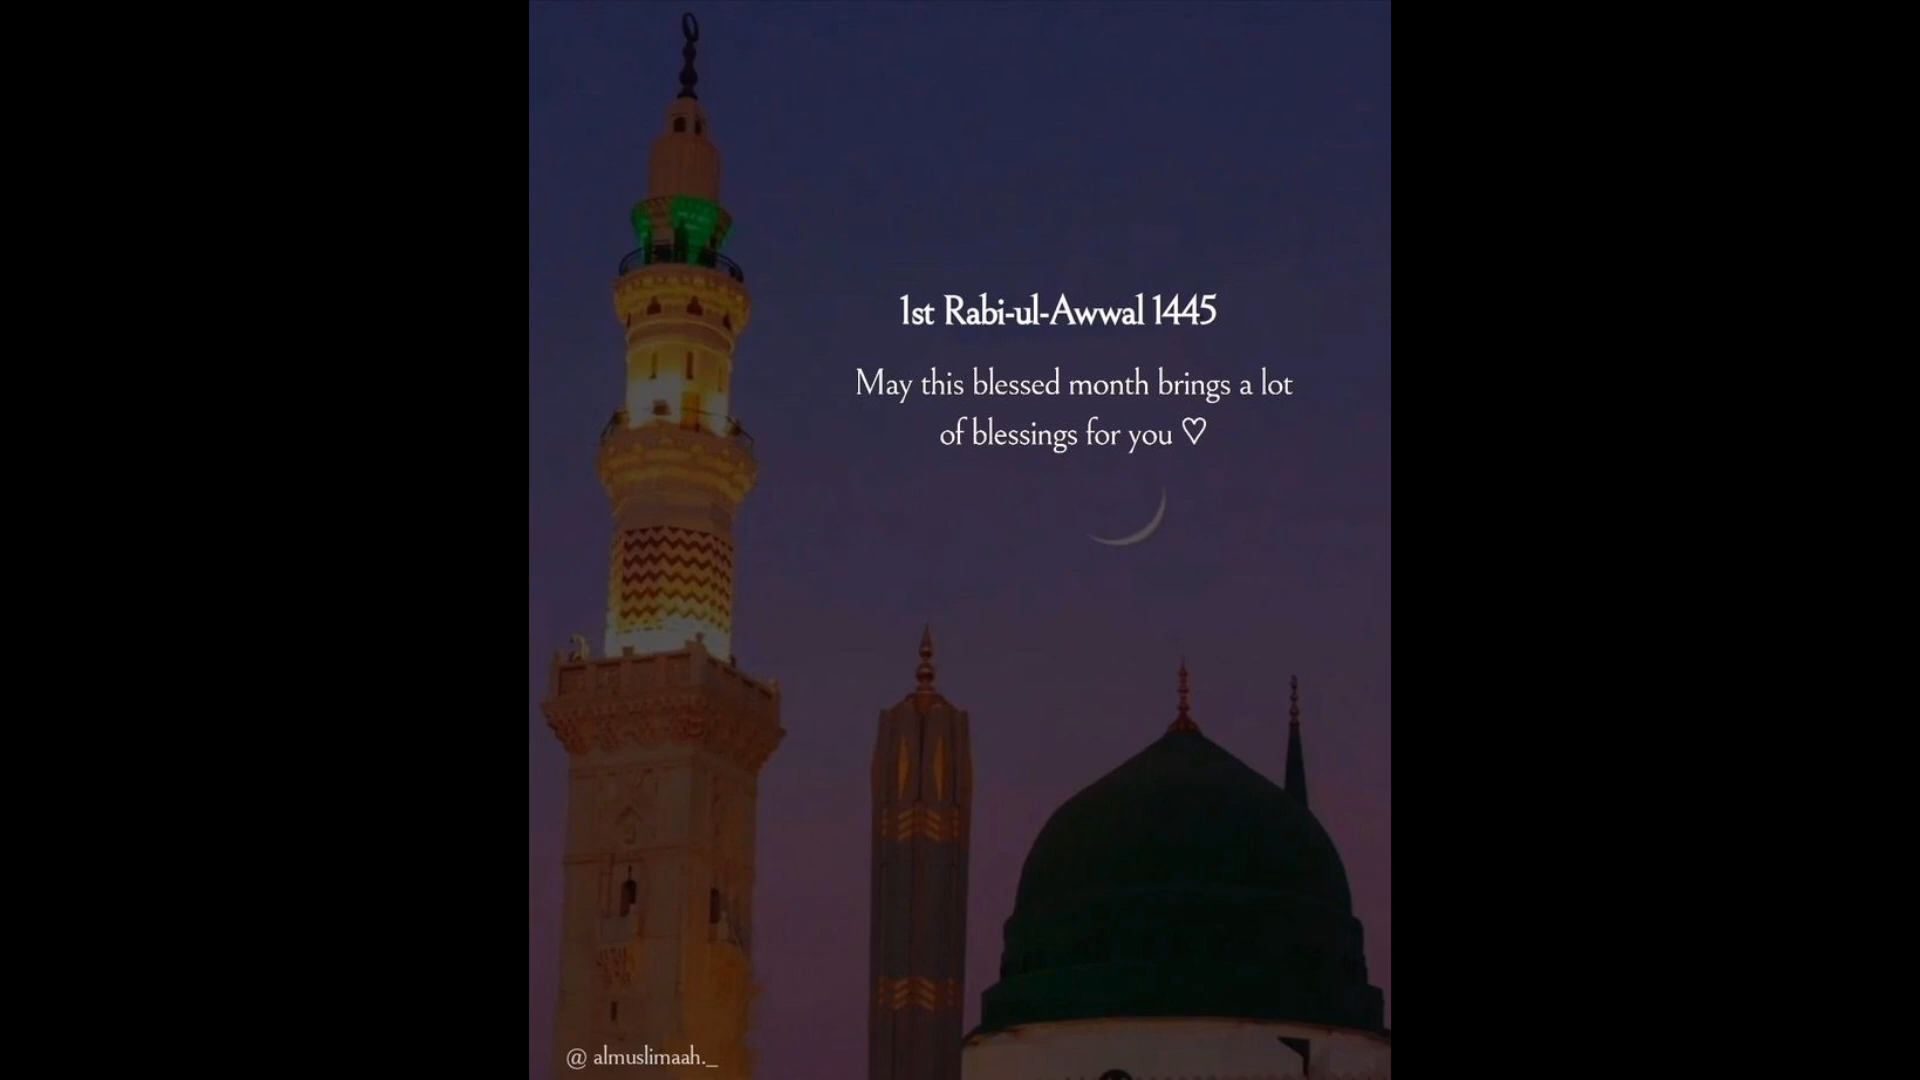 1st Rabi-ul-Awwal 1445
May this blessed month brings a lot
of blessings for you ♡
@ almuslimaah._